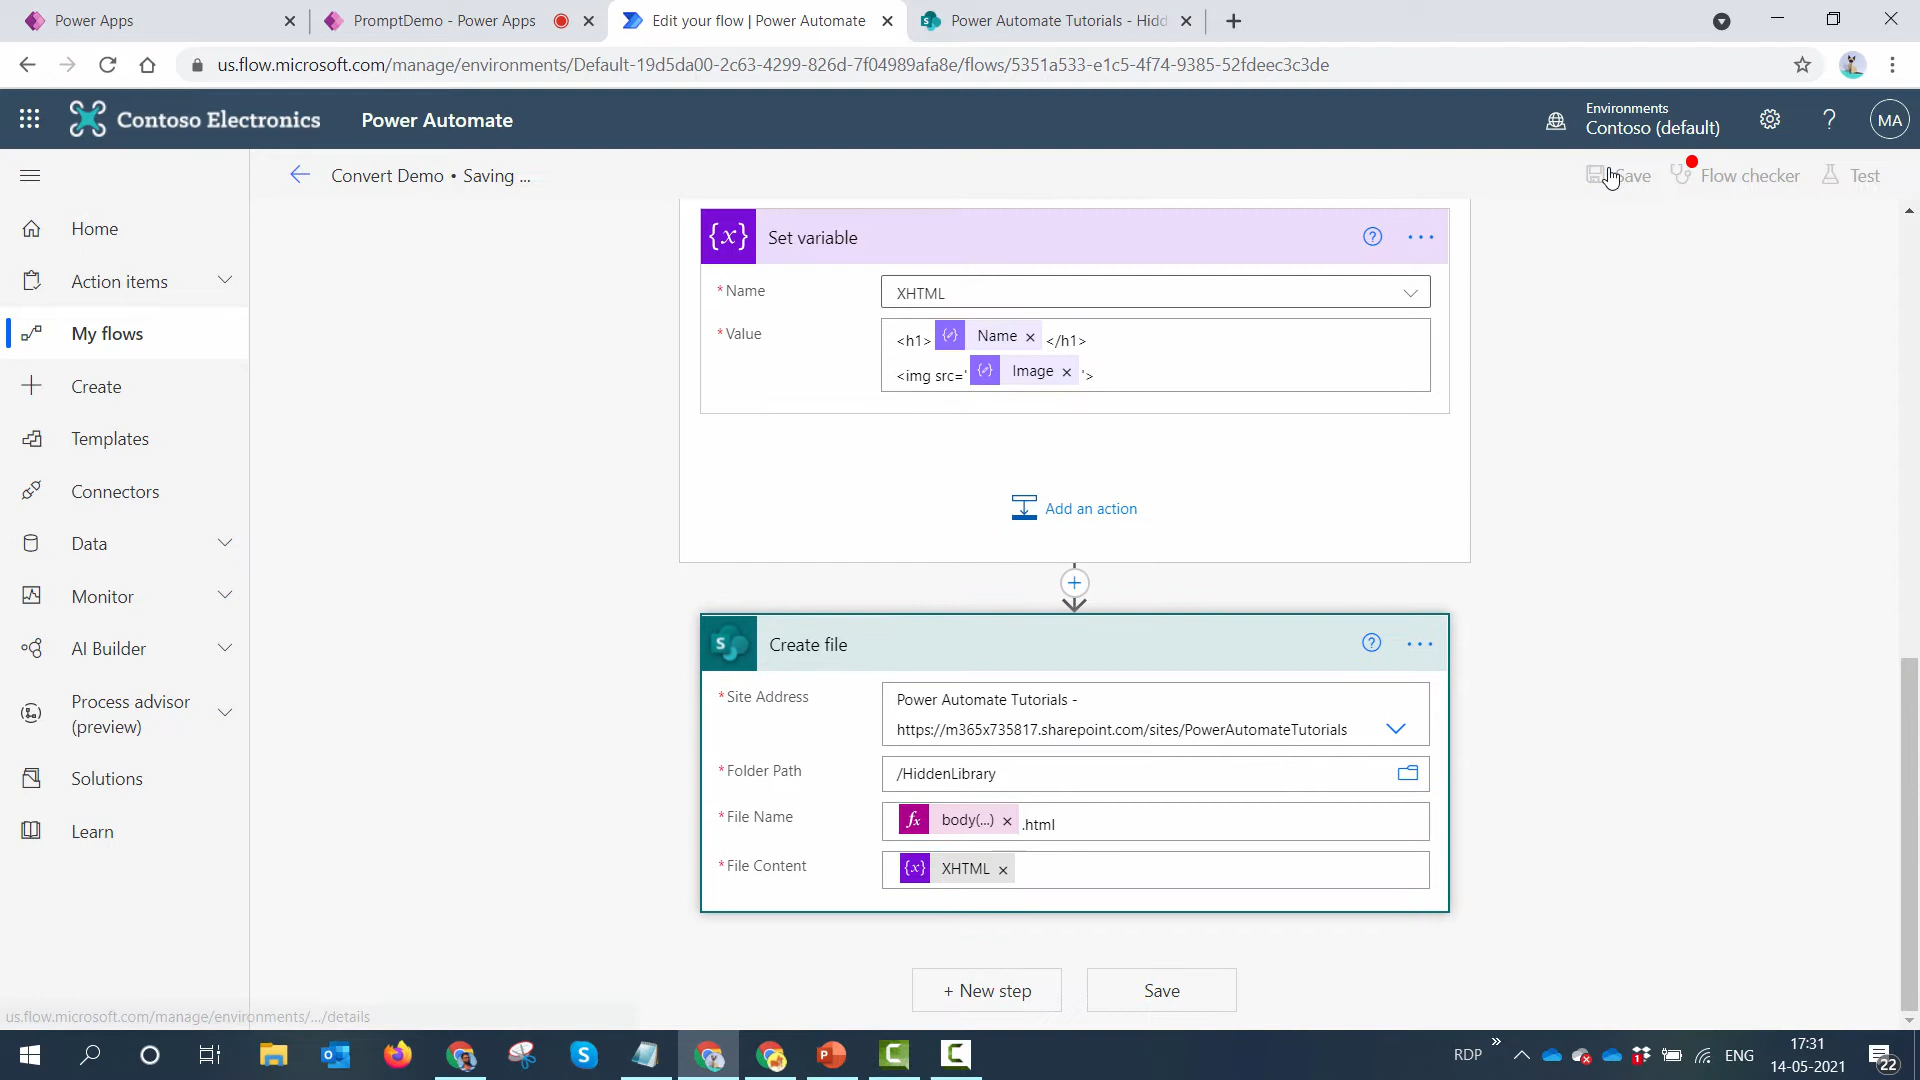 Power Apps
PromptDemo - Power Apps
Edit your flow | Power Automate
Power Automate Tutorials - Hidd
us.flow.microsoft.com/manage/environments/Default-19d5da00-2c63-4299-826d-7f04989afa8e/flows/5351a533-e1c5-4f74-9385-52fdeec3c3de
Contoso Electronics
Power Automate
Environments
Contoso (default)
MA
Convert Demo • Saving ...
Save
Flow checker
Test
Home
Action items
My flows
Create
Templates
Connectors
Data
Monitor
AI Builder
Process advisor
(preview)
Solutions
Learn
{x} Set variable
* Name
XHTML
* Value
<h1> Name × </h1>
<img src=' Image × '>
Add an action
S Create file
* Site Address
Power Automate Tutorials -
https://m365x735817.sharepoint.com/sites/PowerAutomateTutorials
* Folder Path
/HiddenLibrary
* File Name
fx body(...) × .html
* File Content
{x} XHTML ×
+ New step
Save
us.flow.microsoft.com/manage/environments/.../details
RDP
ENG
17:31
14-05-2021
22